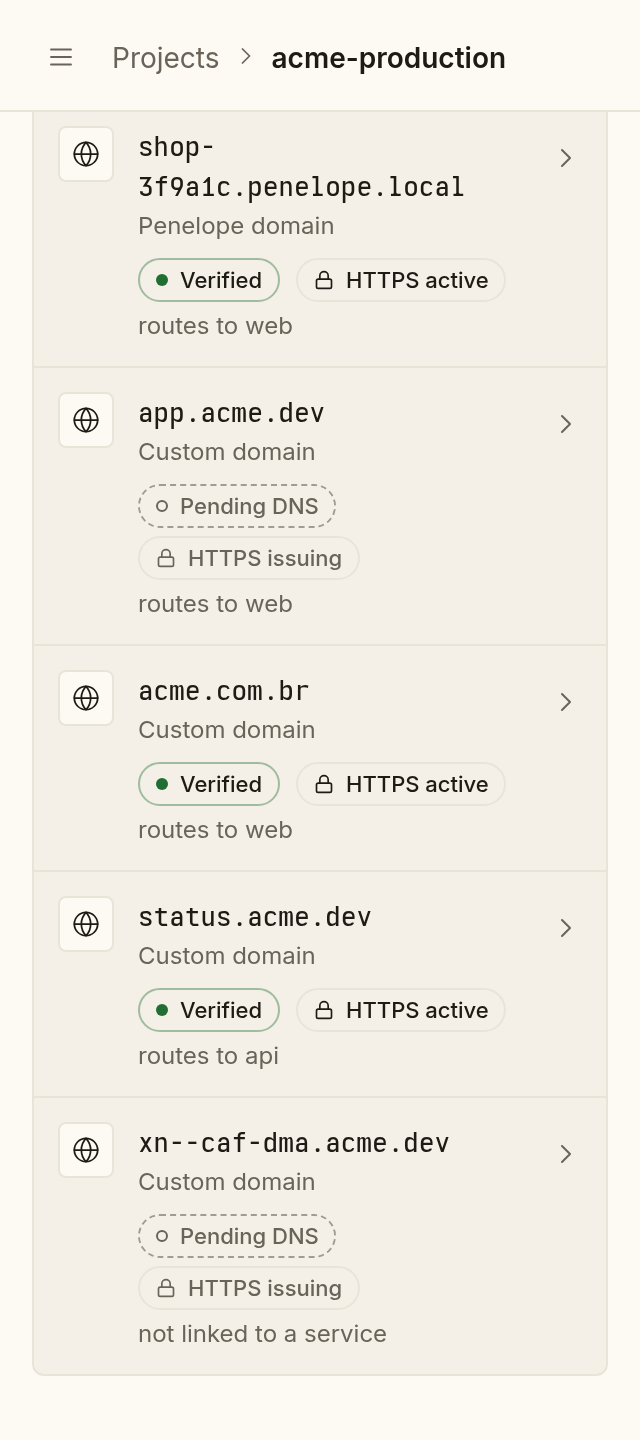 Projects > acme-production
shop-
3f9a1c.penelope.local
Penelope domain
Verified HTTPS active
routes to web
app.acme.dev
Custom domain
Pending DNS
HTTPS issuing
routes to web
acme.com.br
Custom domain
Verified HTTPS active
routes to web
status.acme.dev
Custom domain
Verified HTTPS active
routes to api
xn--caf-dma.acme.dev
Custom domain
Pending DNS
HTTPS issuing
not linked to a service